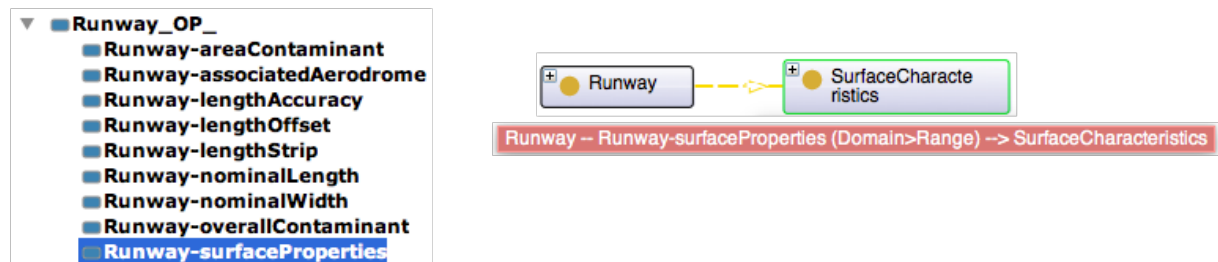 Runway_OP_
Runway-areaContaminant
Runway-associatedAerodrome
Runway-lengthAccuracy
Runway-lengthOffset
Runway-lengthStrip
Runway-nominalLength
Runway-nominalWidth
Runway-overallContaminant
Runway-surfaceProperties
Runway
SurfaceCharacte
ristics
Runway -- Runway-surfaceProperties (Domain>Range) --> SurfaceCharacteristics